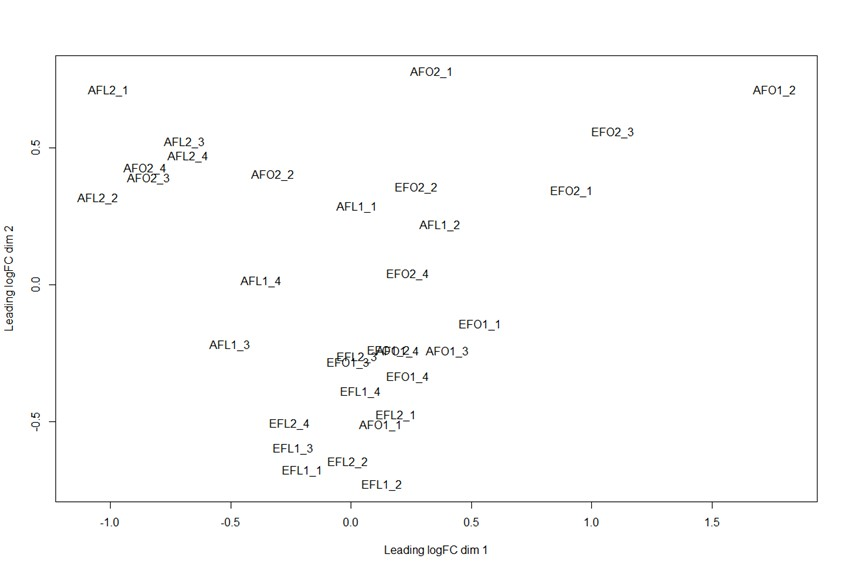 AFO2_1
AFL2_1
AFO1_2
EFO2_3
AFL2_3
AFL2_4
AFO2_4
AFO2_3
AFO2_2
AFL2_2
EFO2_2
EFO2_1
AFL1_1
AFL1_2
EFO2_4
AFL1_4
EFO1_1
AFL1_3
EFO1_2
AFO1_4
AFO1_3
EFL2_3
EFO1_3
EFO1_4
EFL1_4
EFL2_1
AFO1_1
EFL2_4
EFL1_3
EFL2_2
EFL1_1
EFL1_2
0.5
0.0
-0.5
Leading logFC dim 2
-1.0 -0.5 0.0 0.5 1.0 1.5
Leading logFC dim 1